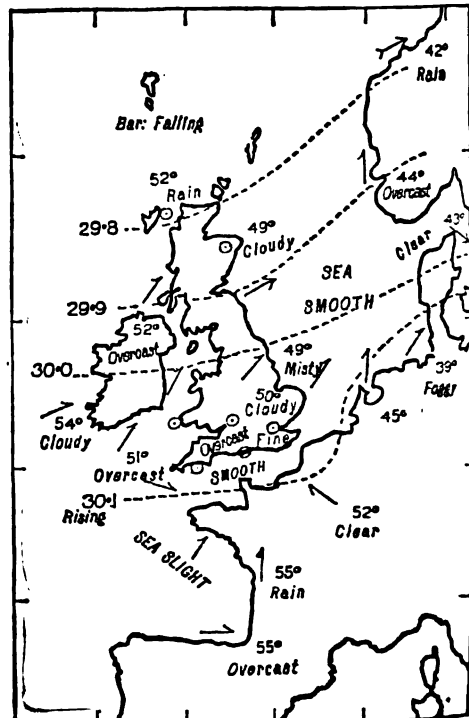 42°
Rain
Bar: Falling
52°
Rain
44°
Overcast
43°
29.8
49°
Cloudy
Clear
SEA
SMOOTH
29.9
52°
Overcast
49°
Misty
30.0
39°
Foggy
50°
Cloudy
54°
Cloudy
45°
Overcast
Fine
51°
Overcast
SMOOTH
30.1
Rising
52°
Clear
SEA SLIGHT
55°
Rain
55°
Overcast